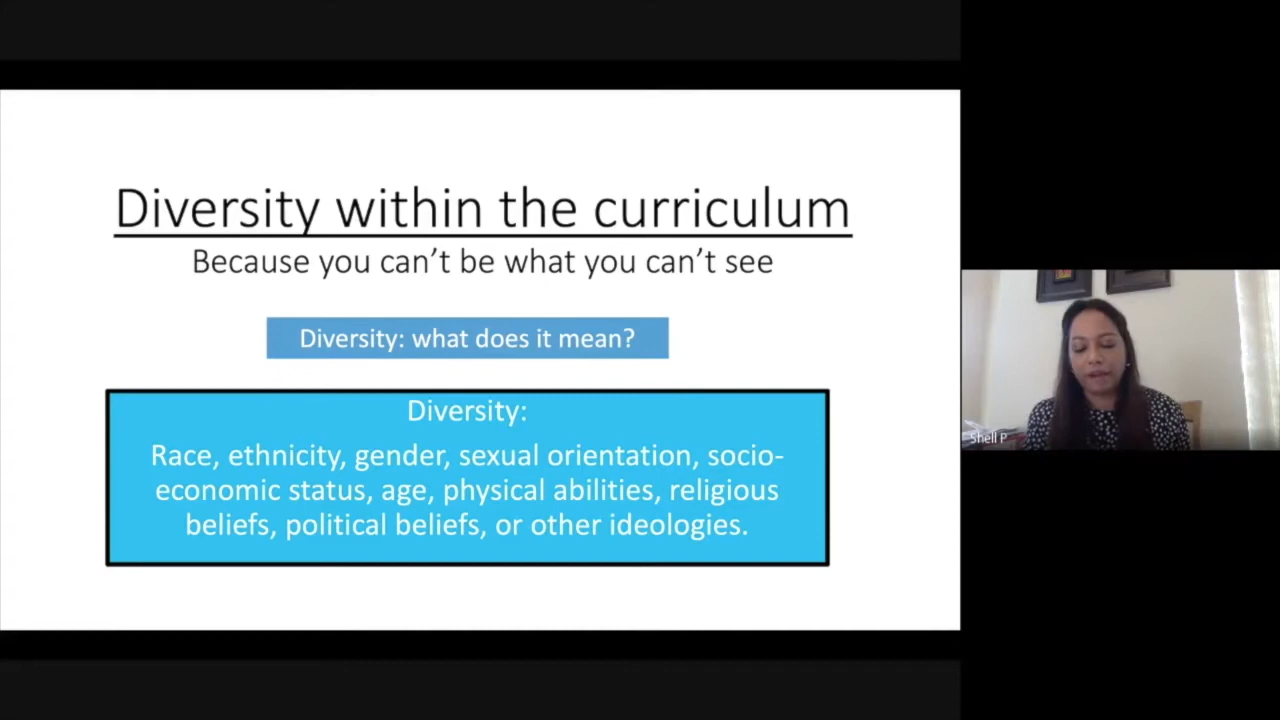 Diversity within the curriculum
Because you can't be what you can't see
Diversity: what does it mean?
Diversity:
Race, ethnicity, gender, sexual orientation, socio-
economic status, age, physical abilities, religious
beliefs, political beliefs, or other ideologies.
Shell P